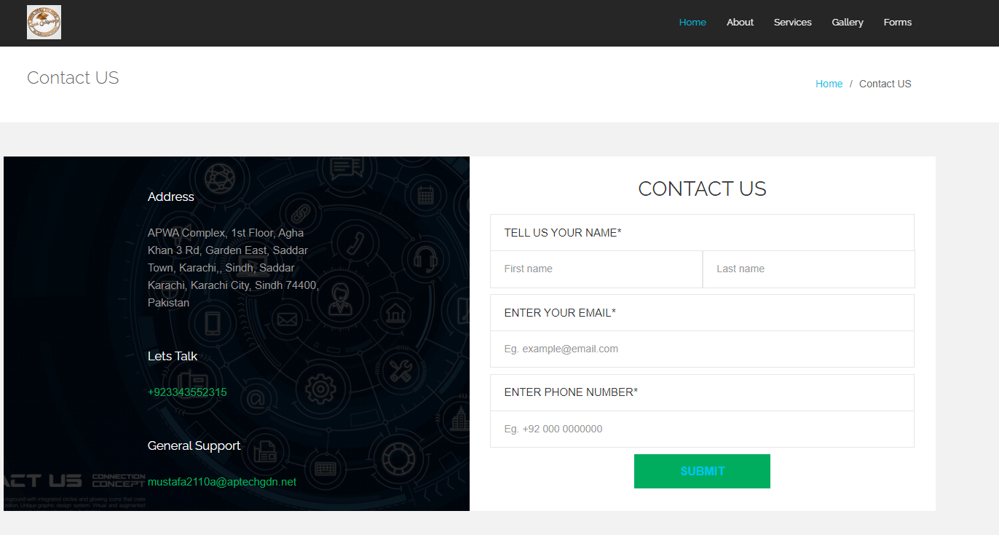 Home About Services Gallery Forms
Contact US
Home / Contact US
Address
APWA Complex, 1st Floor, Agha
Khan 3 Rd, Garden East, Saddar
Town, Karachi,, Sindh, Saddar
Karachi, Karachi City, Sindh 74400,
Pakistan
Lets Talk
+923343552315
General Support
mustafa2110a@aptechgdn.net
ACT US
CONNECTION
CONCEPT
CONTACT US
TELL US YOUR NAME*
First name Last name
ENTER YOUR EMAIL*
Eg. example@email.com
ENTER PHONE NUMBER*
Eg. +92 000 0000000
SUBMIT